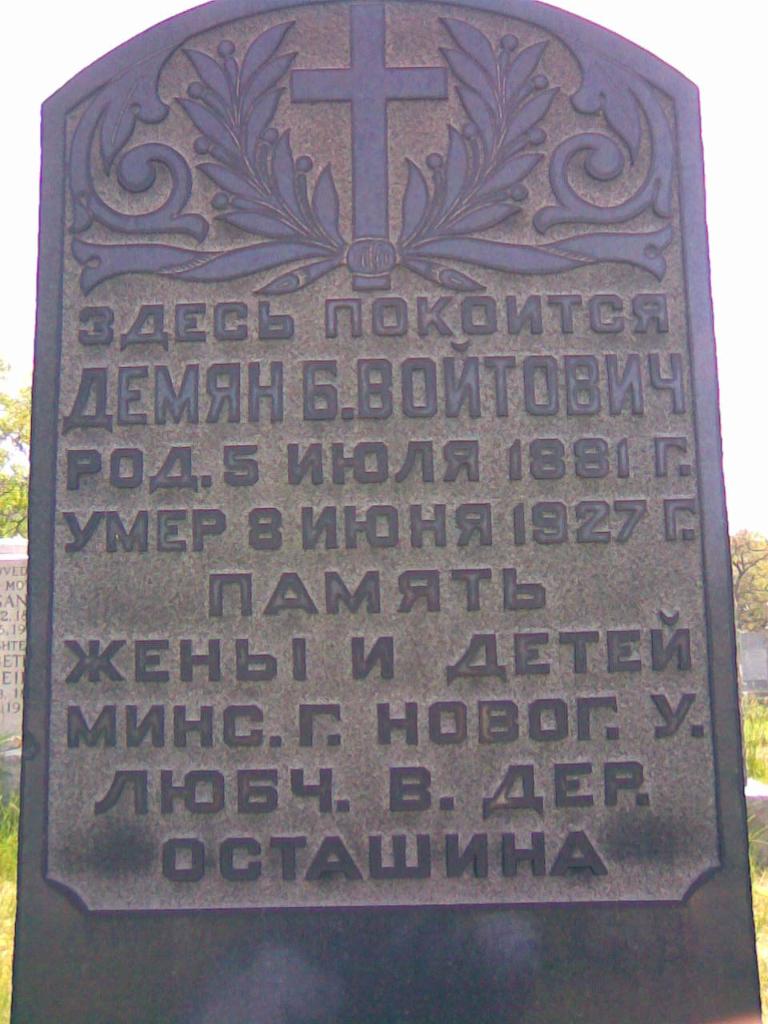 ЗДЕСЬ ПОКОИТСЯ
ДЕМЯН Б. ВОЙТОВИЧ
РОД. 5 ИЮЛЯ 1881 Г.
УМЕР 8 ИЮНЯ 1927 Г.
ПАМЯТЬ
ЖЕНЫ И ДЕТЕЙ
МИНС. Г. НОВОГ. У.
ЛЮБЧ. В. ДЕР.
ОСТАШИНА